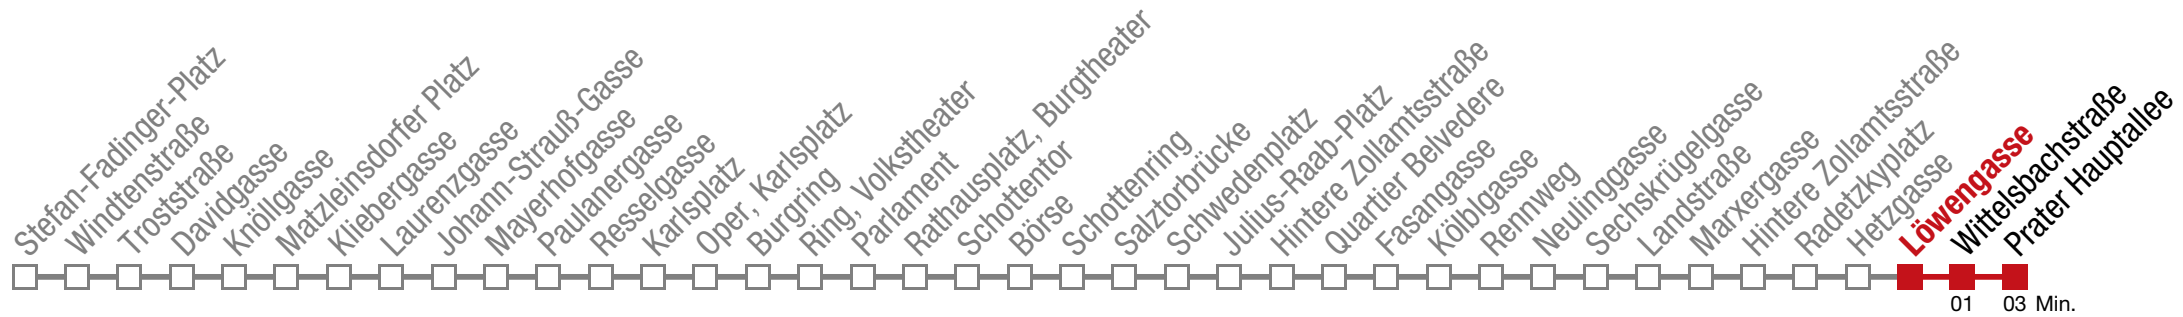 Stefan-Fadinger-Platz
Windtenstraße
Troststraße
Davidgasse
Knöllgasse
Matzleinsdorfer Platz
Kliebergasse
Laurenzgasse
Johann-Strauß-Gasse
Mayerhofgasse
Paulanergasse
Resselgasse
Karlsplatz
Oper, Karlsplatz
Burgring
Ring, Volkstheater
Parlament
Rathausplatz, Burgtheater
Schottentor
Börse
Schottenring
Salztorbrücke
Schwedenplatz
Julius-Raab-Platz
Hintere Zollamtsstraße
Quartier Belvedere
Fasangasse
Kölblgasse
Rennweg
Neulinggasse
Sechskrügelgasse
Landstraße
Marxergasse
Hintere Zollamtsstraße
Radetzkyplatz
Hetzgasse
Löwengasse
Wittelsbachstraße
Prater Hauptallee
01 03 Min.